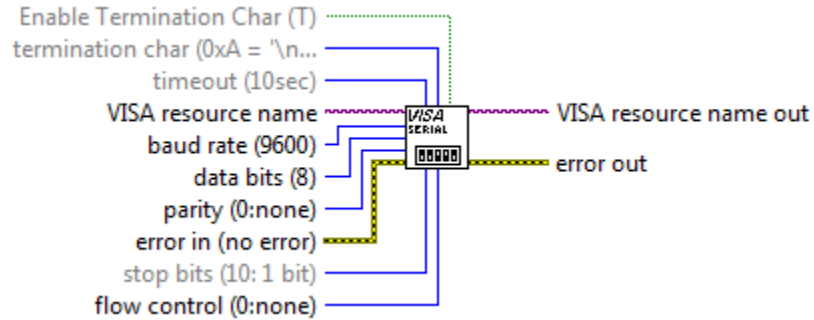 Enable Termination Char (T)
termination char (0xA = '\n...
timeout (10sec)
VISA resource name
VISA resource name out
VISA
SERIAL
baud rate (9600)
error out
data bits (8)
parity (0:none)
error in (no error)
stop bits (10: 1 bit)
flow control (0:none)